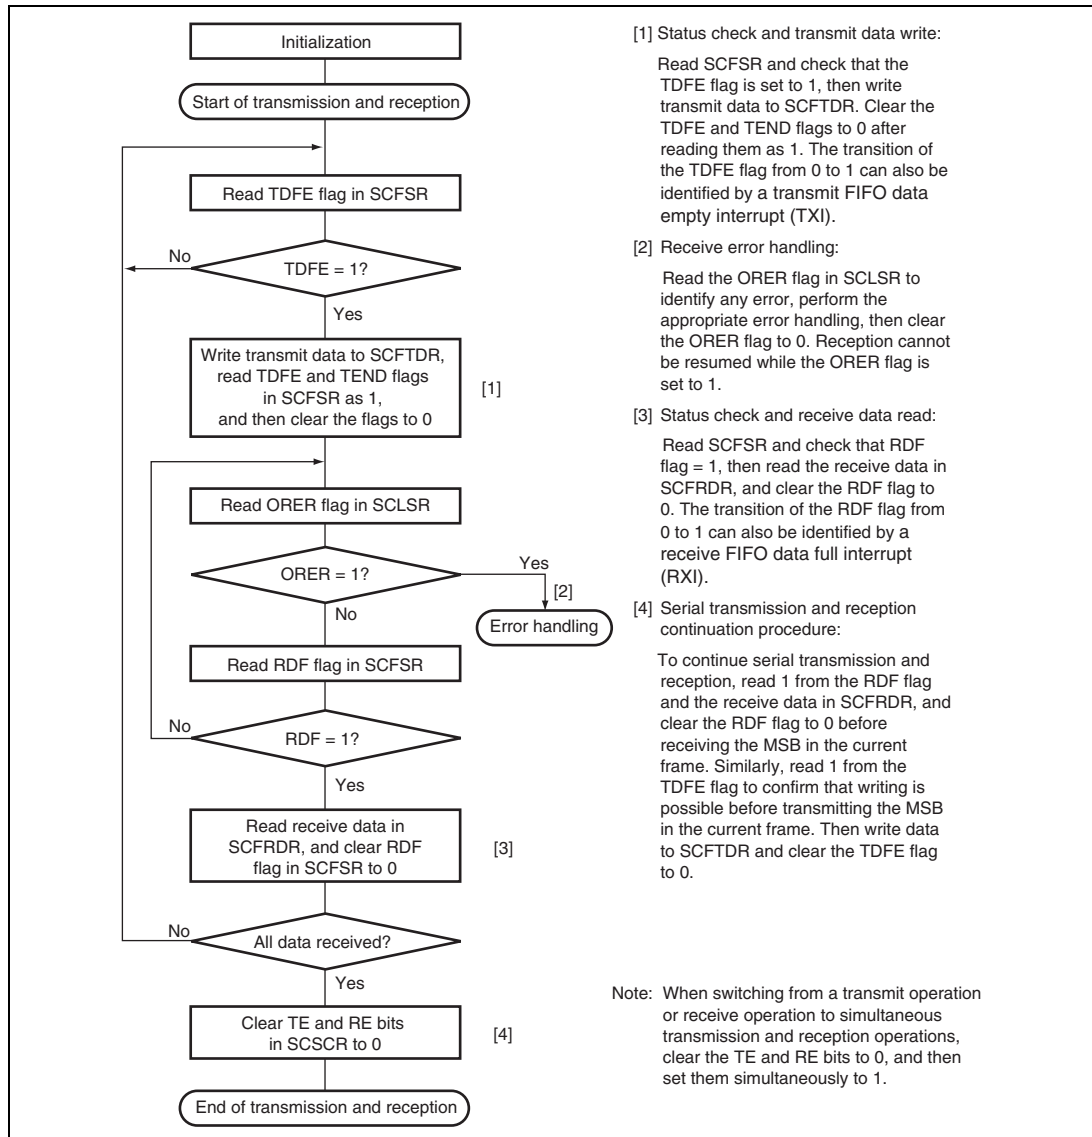 Initialization
Start of transmission and reception
Read TDFE flag in SCFSR
No
TDFE = 1?
Yes
Write transmit data to SCFTDR,
read TDFE and TEND flags
in SCFSR as 1,
and then clear the flags to 0
[1]
Read ORER flag in SCLSR
ORER = 1?
Yes
[2]
Error handling
No
Read RDF flag in SCFSR
No
RDF = 1?
Yes
Read receive data in
SCFRDR, and clear RDF
flag in SCFSR to 0
[3]
No
All data received?
Yes
Clear TE and RE bits
in SCSCR to 0
[4]
End of transmission and reception
[1] Status check and transmit data write:
Read SCFSR and check that the
TDFE flag is set to 1, then write
transmit data to SCFTDR. Clear the
TDFE and TEND flags to 0 after
reading them as 1. The transition of
the TDFE flag from 0 to 1 can also be
identified by a transmit FIFO data
empty interrupt (TXI).
[2] Receive error handling:
Read the ORER flag in SCLSR to
identify any error, perform the
appropriate error handling, then clear
the ORER flag to 0. Reception cannot
be resumed while the ORER flag is
set to 1.
[3] Status check and receive data read:
Read SCFSR and check that RDF
flag = 1, then read the receive data in
SCFRDR, and clear the RDF flag to
0. The transition of the RDF flag from
0 to 1 can also be identified by a
receive FIFO data full interrupt
(RXI).
[4] Serial transmission and reception
continuation procedure:
To continue serial transmission and
reception, read 1 from the RDF flag
and the receive data in SCFRDR, and
clear the RDF flag to 0 before
receiving the MSB in the current
frame. Similarly, read 1 from the
TDFE flag to confirm that writing is
possible before transmitting the MSB
in the current frame. Then write data
to SCFTDR and clear the TDFE flag
to 0.
Note: When switching from a transmit operation
or receive operation to simultaneous
transmission and reception operations,
clear the TE and RE bits to 0, and then
set them simultaneously to 1.